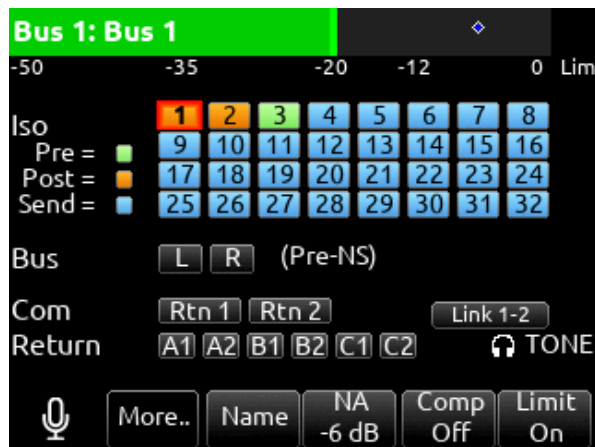 Bus 1: Bus 1
-50 -35 -20 -12 0 Lim
Iso 1 2 3 4 5 6 7 8
Pre = 9 10 11 12 13 14 15 16
Post = 17 18 19 20 21 22 23 24
Send = 25 26 27 28 29 30 31 32
Bus L R (Pre-NS)
Com Rtn 1 Rtn 2 Link 1-2
Return A1 A2 B1 B2 C1 C2 TONE
More.. Name NA -6 dB Comp Off Limit On